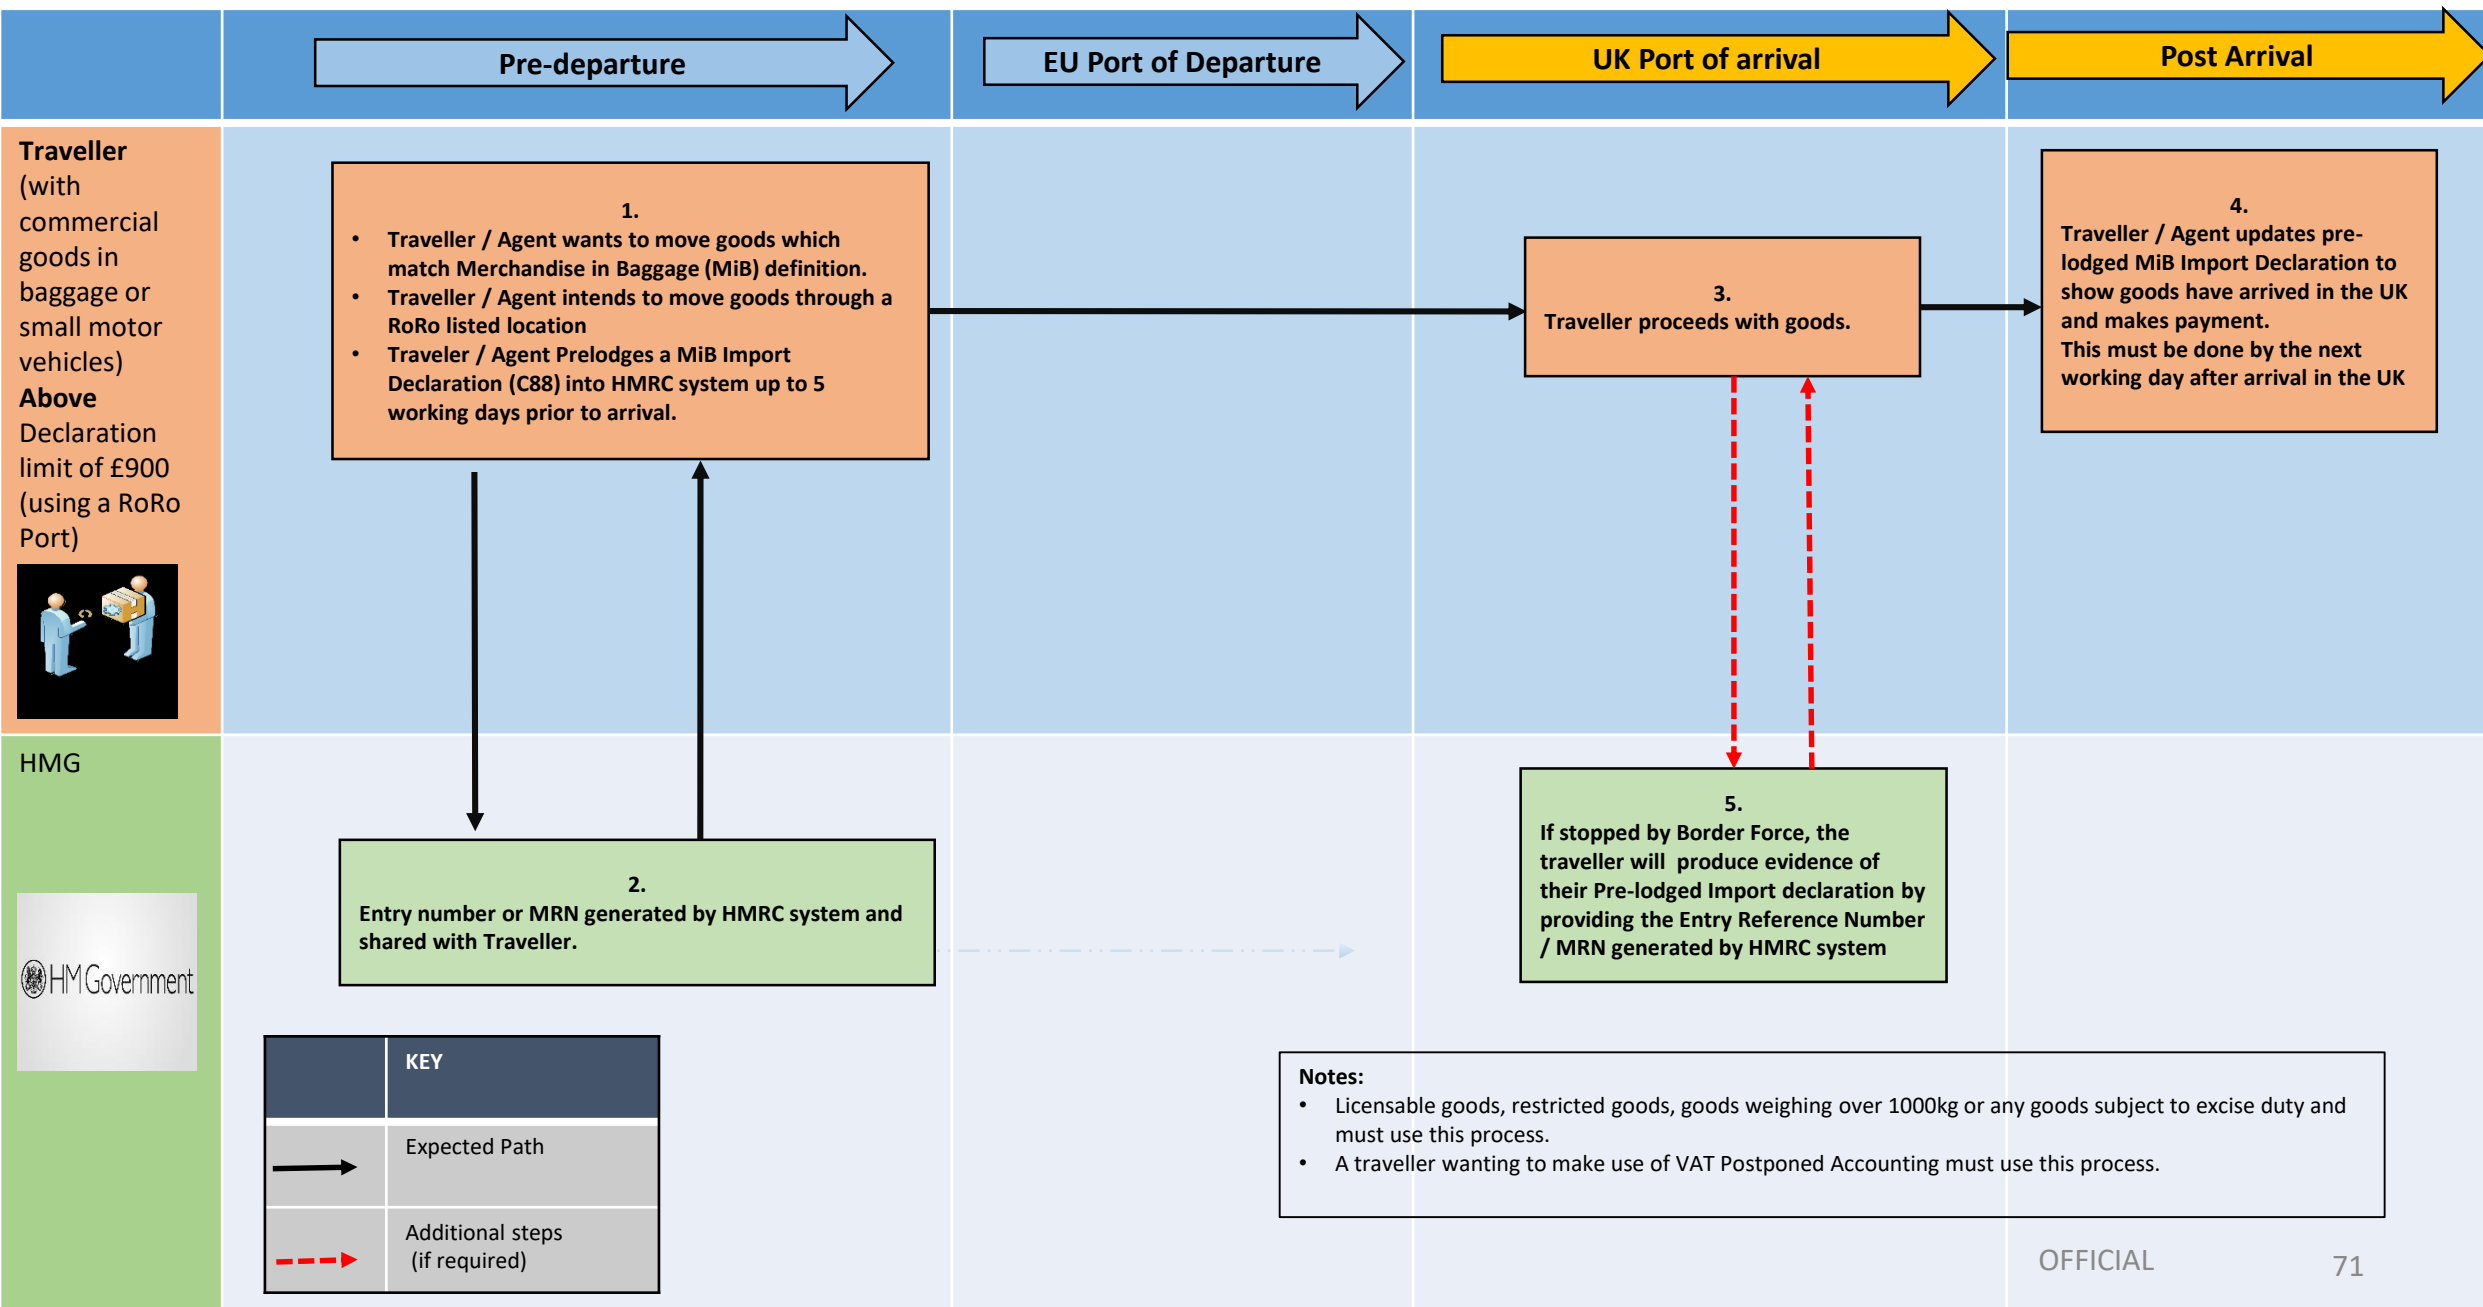 Pre-departure
EU Port of Departure
UK Port of arrival
Post Arrival
Traveller
(with
commercial
goods in
baggage or
small motor
vehicles)
Above
Declaration
limit of £900
(using a RoRo
Port)
1.
• Traveller / Agent wants to move goods which
match Merchandise in Baggage (MiB) definition.
• Traveller / Agent intends to move goods through a
RoRo listed location
• Traveler / Agent Prelodges a MiB Import
Declaration (C88) into HMRC system up to 5
working days prior to arrival.
3.
Traveller proceeds with goods.
4.
Traveller / Agent updates pre-
lodged MiB Import Declaration to
show goods have arrived in the UK
and makes payment.
This must be done by the next
working day after arrival in the UK
HMG
HM Government
2.
Entry number or MRN generated by HMRC system and
shared with Traveller.
5.
If stopped by Border Force, the
traveller will produce evidence of
their Pre-lodged Import declaration by
providing the Entry Reference Number
/ MRN generated by HMRC system
KEY
Expected Path
Additional steps
(if required)
Notes:
• Licensable goods, restricted goods, goods weighing over 1000kg or any goods subject to excise duty and
must use this process.
• A traveller wanting to make use of VAT Postponed Accounting must use this process.
OFFICIAL
71